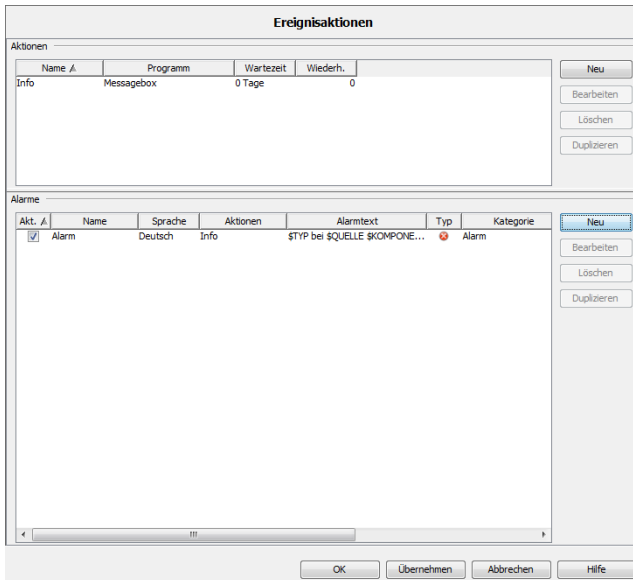 Ereignisaktionen
Aktionen
Name Programm Wartezeit Wiederh.
Info Messagebox 0 Tage 0
Neu
Bearbeiten
Löschen
Duplizieren
Alarme
Akt. Name Sprache Aktionen Alarmtext Typ Kategorie
Alarm Deutsch Info $TYP bei $QUELLE $KOMPONE... Alarm
Neu
Bearbeiten
Löschen
Duplizieren
OK Übernehmen Abbrechen Hilfe